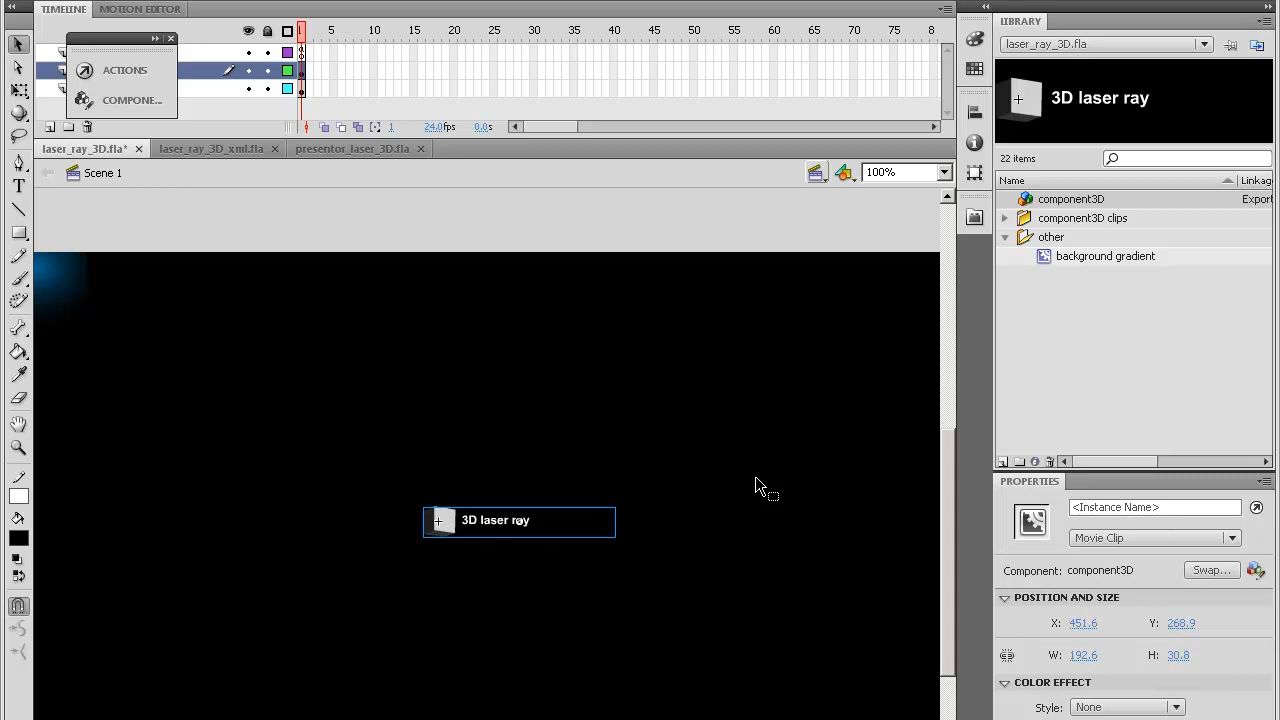 TIMELINE MOTION EDITOR
1 5 10 15 20 25 30 35 40 45 50 55 60 65 70 75 8
ACTIONS
COMPONE...
1 24.0fps 0.0s
laser_ray_3D.fla* laser_ray_3D_xml.fla presentor_laser_3D.fla
Scene 1
100%
3D laser ray
LIBRARY
laser_ray_3D.fla
3D laser ray
22 items
Name Linkag
component3D Export
component3D clips
other
background gradient
PROPERTIES
<Instance Name>
Movie Clip
Component: component3D Swap...
POSITION AND SIZE
X: 451.6 Y: 268.9
W: 192.6 H: 30.8
COLOR EFFECT
Style: None